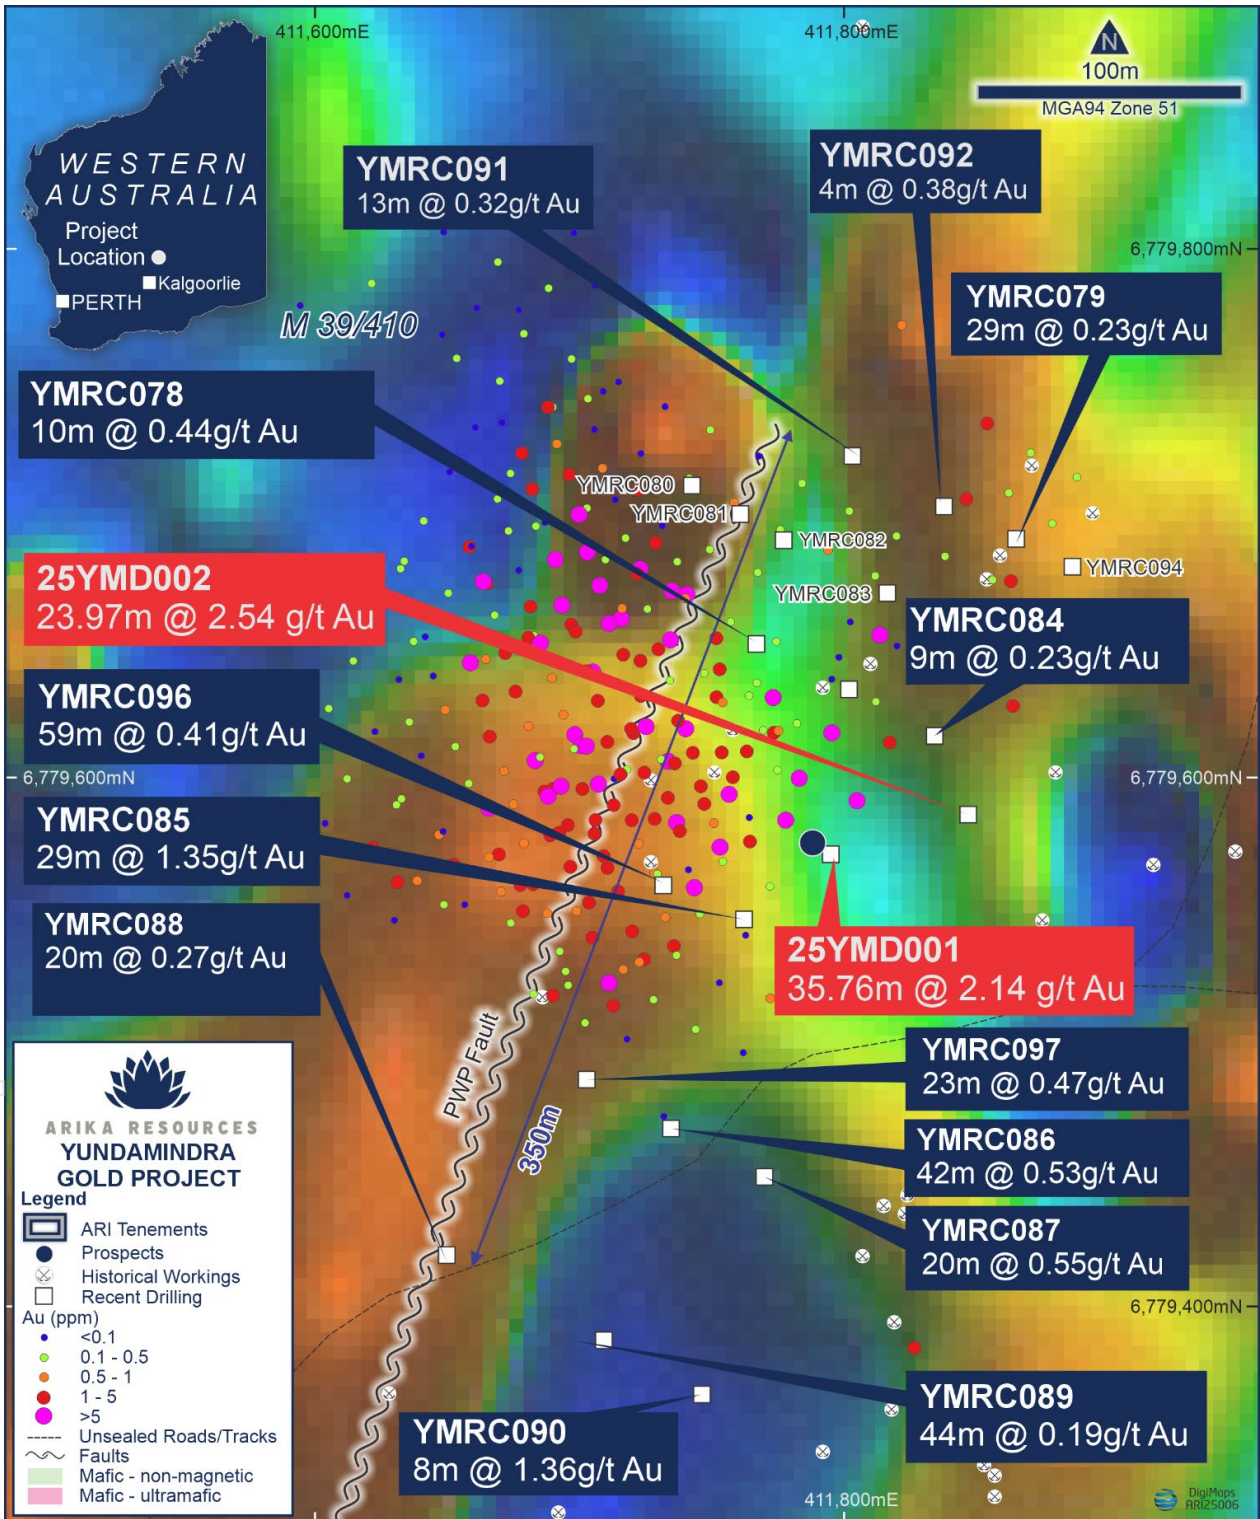 411,600mE
411,800mE
N
100m
MGA94 Zone 51
WESTERN
AUSTRALIA
Project
Location
Kalgoorlie
PERTH
M 39/410
YMRC091
13m @ 0.32g/t Au
YMRC092
4m @ 0.38g/t Au
6,779,800mN
YMRC079
29m @ 0.23g/t Au
YMRC078
10m @ 0.44g/t Au
YMRC080
YMRC081
YMRC082
YMRC094
YMRC083
25YMD002
23.97m @ 2.54 g/t Au
YMRC084
9m @ 0.23g/t Au
YMRC096
59m @ 0.41g/t Au
6,779,600mN
6,779,600mN
YMRC085
29m @ 1.35g/t Au
YMRC088
20m @ 0.27g/t Au
25YMD001
35.76m @ 2.14 g/t Au
PWP Fault
350m
YMRC097
23m @ 0.47g/t Au
YMRC086
42m @ 0.53g/t Au
YMRC087
20m @ 0.55g/t Au
6,779,400mN
YMRC089
44m @ 0.19g/t Au
YMRC090
8m @ 1.36g/t Au
411,800mE
ARIKA RESOURCES
YUNDAMINDRA
GOLD PROJECT
Legend
ARI Tenements
Prospects
Historical Workings
Recent Drilling
Au (ppm)
<0.1
0.1 - 0.5
0.5 - 1
1 - 5
>5
Unsealed Roads/Tracks
Faults
Mafic - non-magnetic
Mafic - ultramafic
DigiMaps
ARI25006